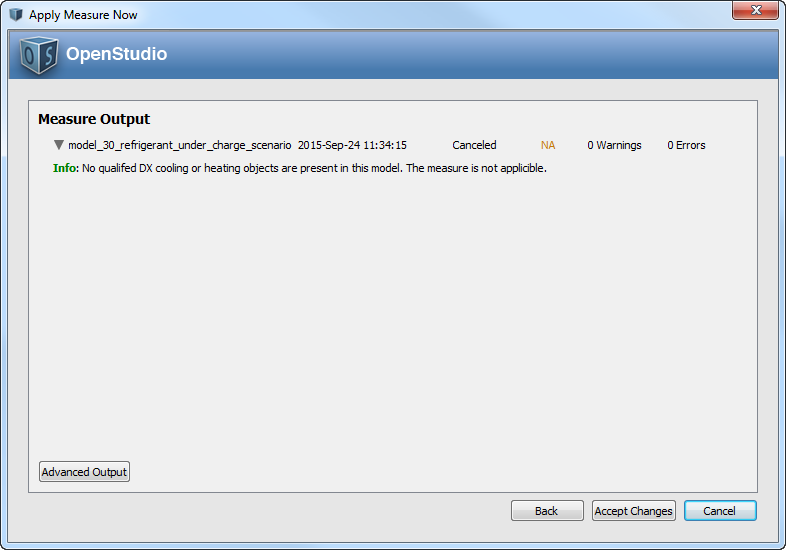 Apply Measure Now
OS OpenStudio
Measure Output
model_30_refrigerant_under_charge_scenario 2015-Sep-24 11:34:15 Canceled NA 0 Warnings 0 Errors
Info: No qualifed DX cooling or heating objects are present in this model. The measure is not applicible.
Advanced Output
Back Accept Changes Cancel